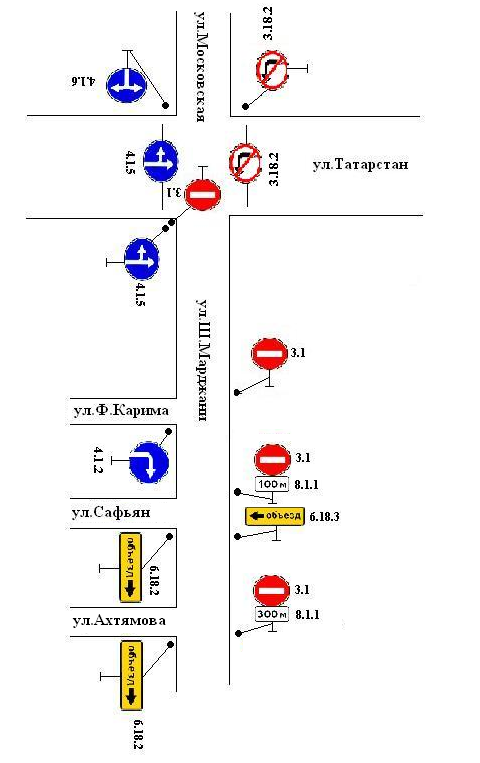 3.18.2
ул.Московская
4.1.6
4.1.5
3.1
3.18.2
ул.Татарстан
4.1.5
ул.Ш.Марджани
3.1
ул.Ф.Карима
4.1.2
3.1
100 м
8.1.1
объезд
6.18.3
ул.Сафьян
объезд
6.18.2
3.1
300 м
8.1.1
ул.Ахтямова
объезд
6.18.2